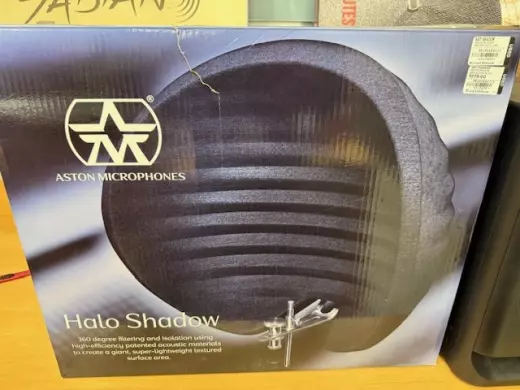 FABIAN
ASTON MICROPHONES
®
Halo Shadow
360 degree filtering and isolation using
high-efficiency patented acoustic materials
to create a giant, super-lightweight textured
surface area.